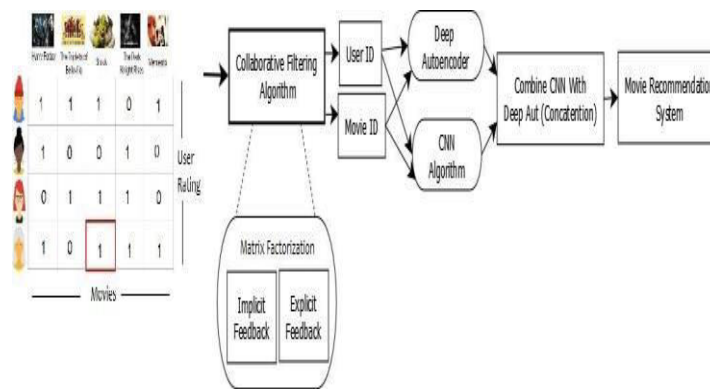 Harry Potter
The Triplets of
Belleville
Shrek
The Dark
Knight Rises
Memento
1 1 1 0 1
1 0 0 1 0
0 1 1 1 0
1 0 1 1 1
User
Rating
Movies
Collaborative Filtering
Algorithm
User ID
Movie ID
Deep
Autoencoder
CNN
Algorithm
Combine CNN With
Deep Aut (Concatention)
Movie Recommendation
System
Matrix Factorization
Implicit
Feedback
Explicit
Feedback